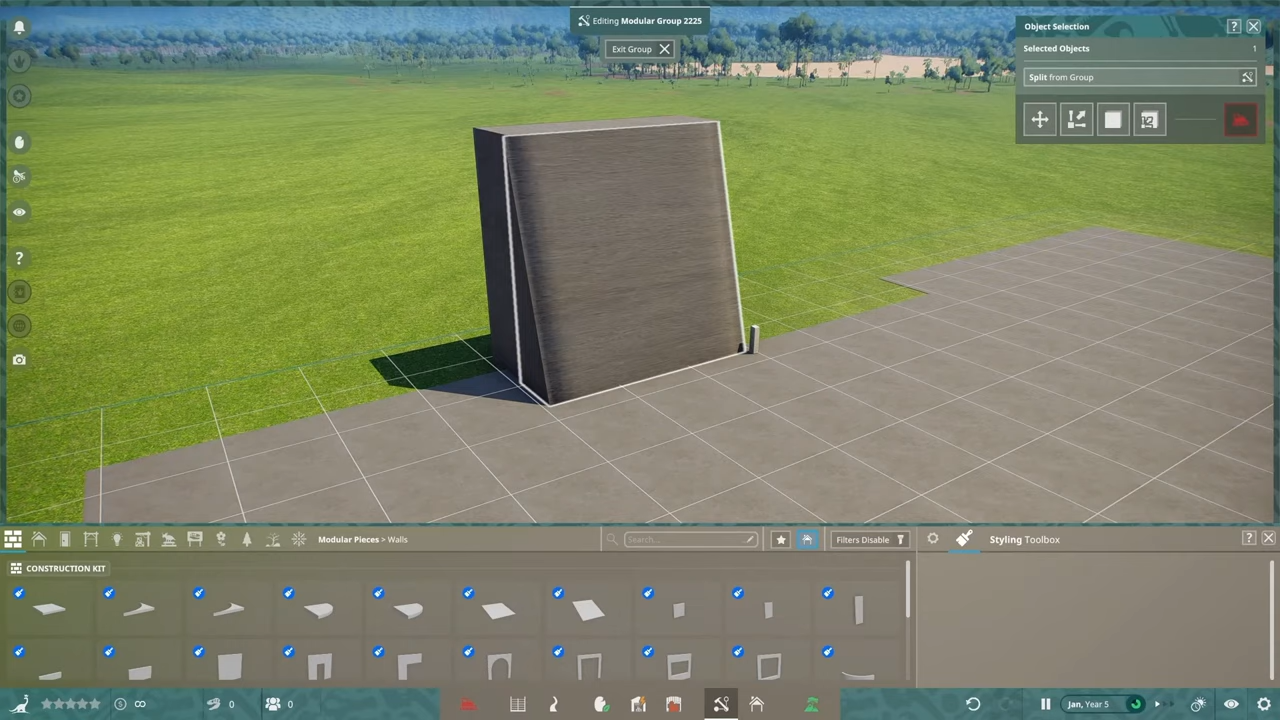 Editing Modular Group 2225
Exit Group
Object Selection
?
Selected Objects 1
Split from Group
12
?
Modular Pieces > Walls
Search...
Filters Disable
Styling Toolbox
?
CONSTRUCTION KIT
∞
0
0
Jan, Year 5